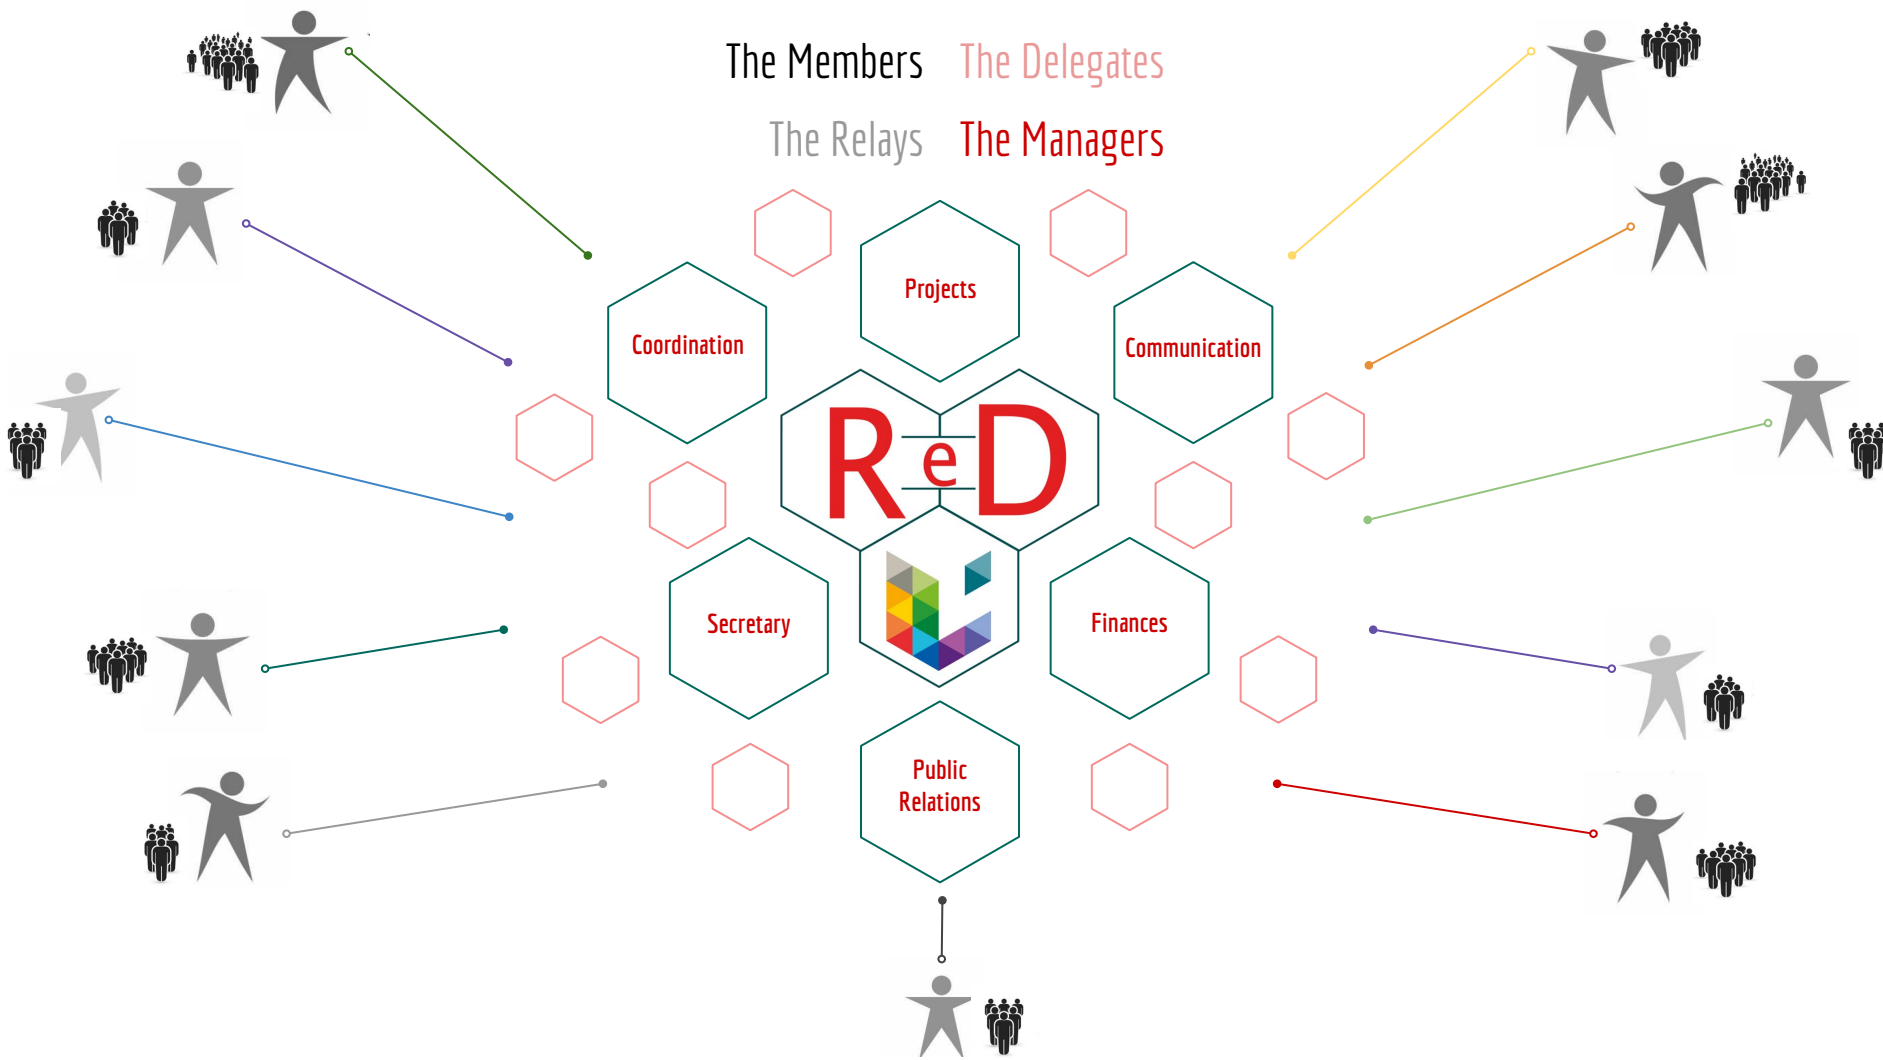 The Members The Delegates
The Relays The Managers
Projects
Coordination
Communication
ReD
Secretary
Finances
Public
Relations